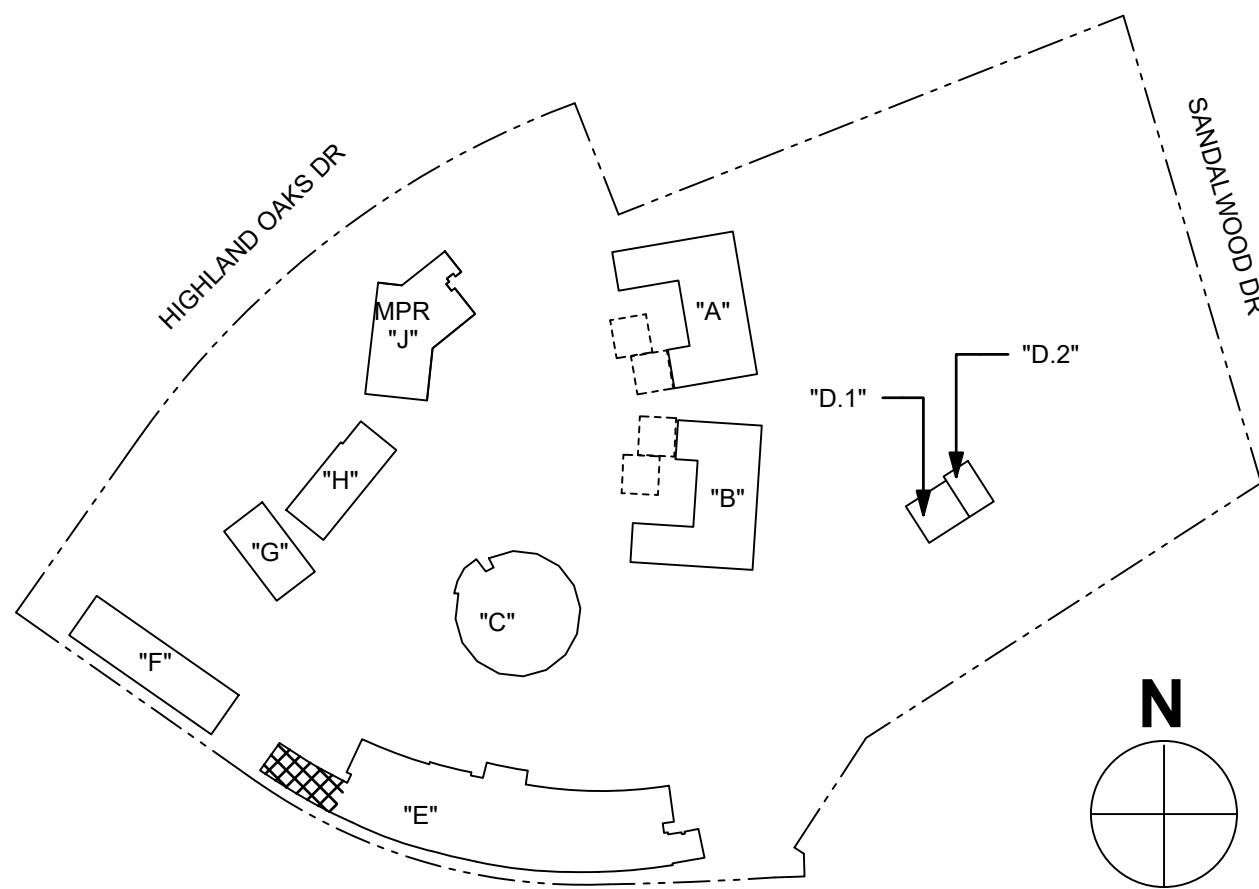 HIGHLAND OAKS DR
SANDALWOOD DR
MPR
"J"
"A"
"D.2"
"D.1"
"H"
"B"
"G"
"C"
"F"
"E"
N